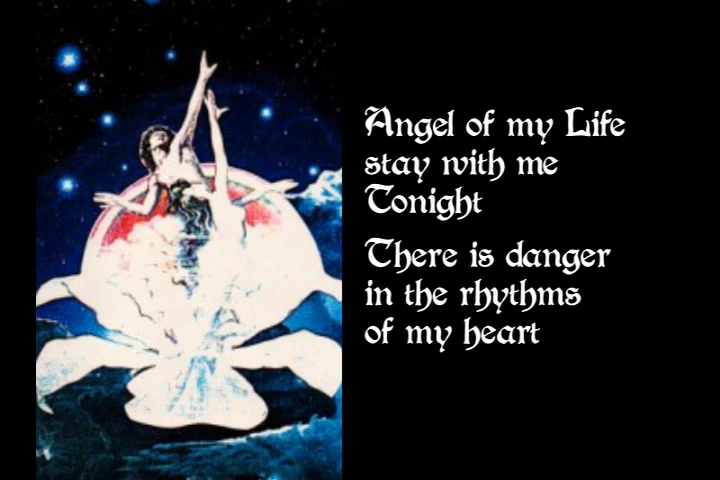 Angel of my Life
stay with me
Tonight
There is danger
in the rhythms
of my heart